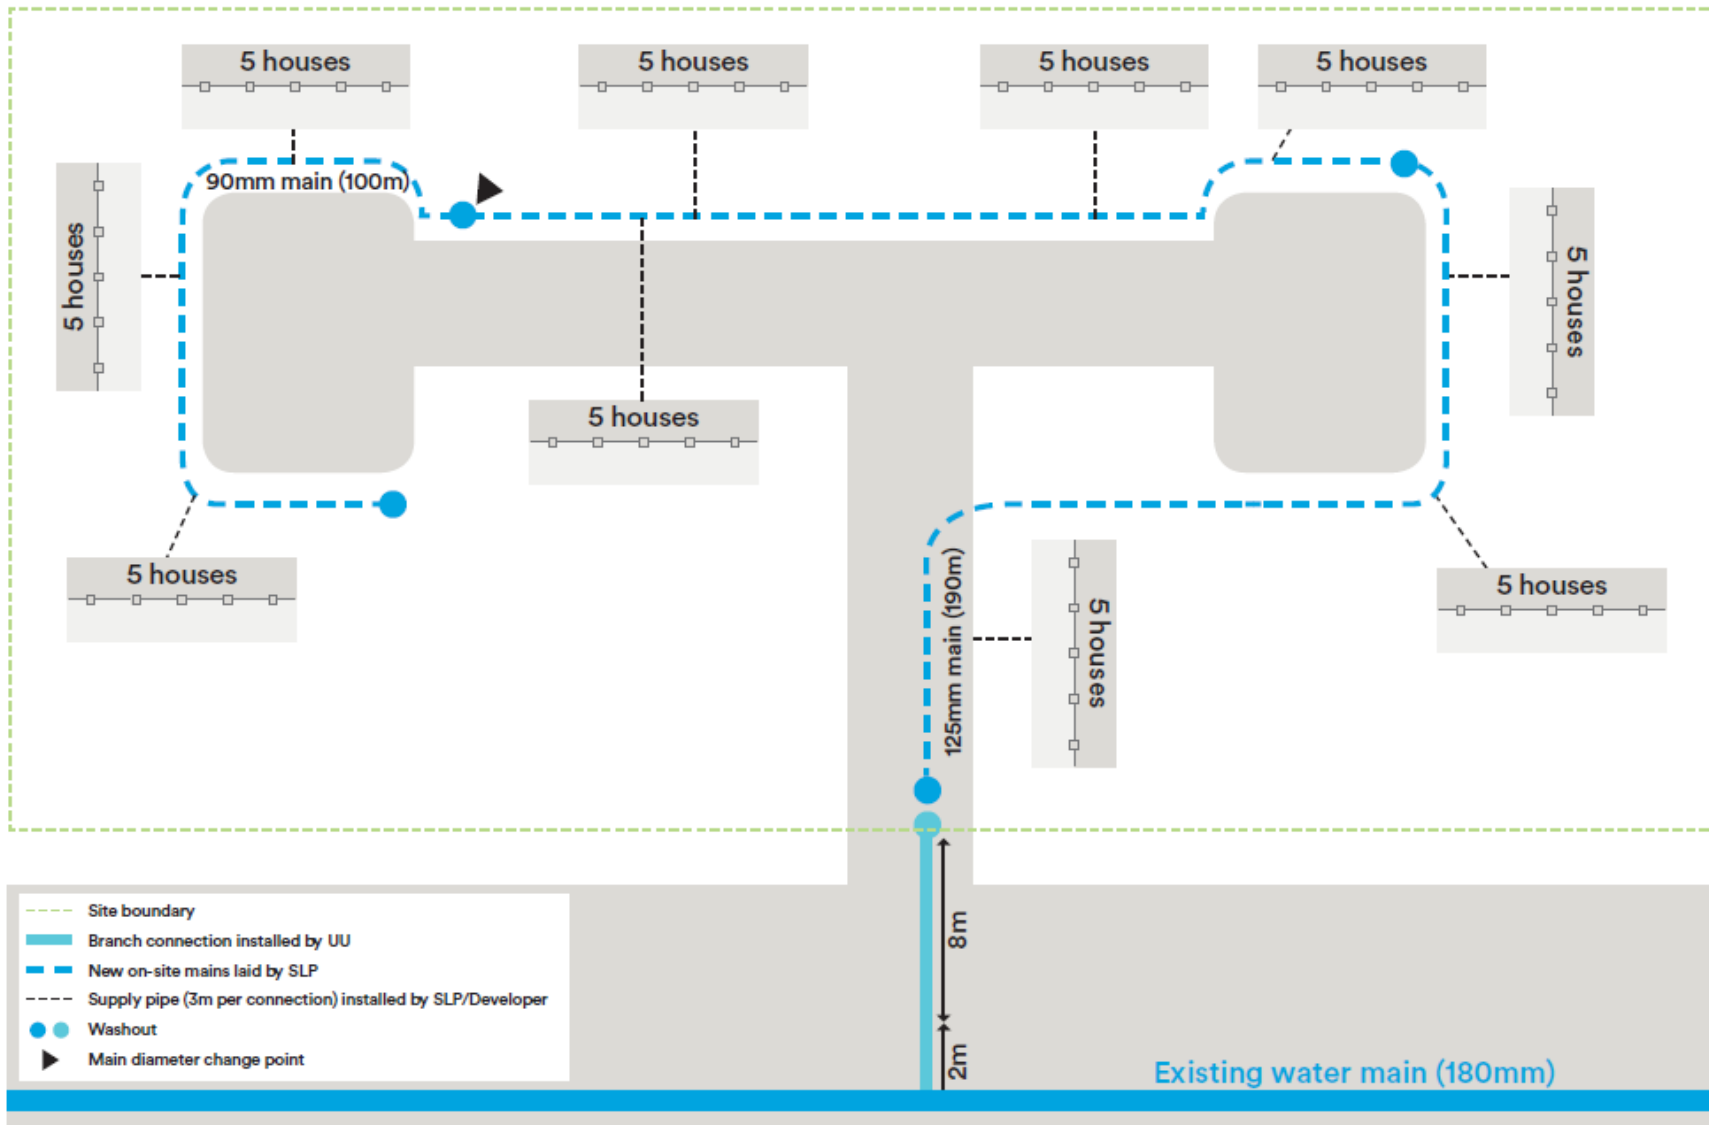 5 houses
5 houses
5 houses
5 houses
90mm main (100m)
5 houses
5 houses
5 houses
5 houses
125mm main (190m)
5 houses
5 houses
8m
2m
Site boundary
Branch connection installed by UU
New on-site mains laid by SLP
Supply pipe (3m per connection) installed by SLP/Developer
Washout
Main diameter change point
Existing water main (180mm)